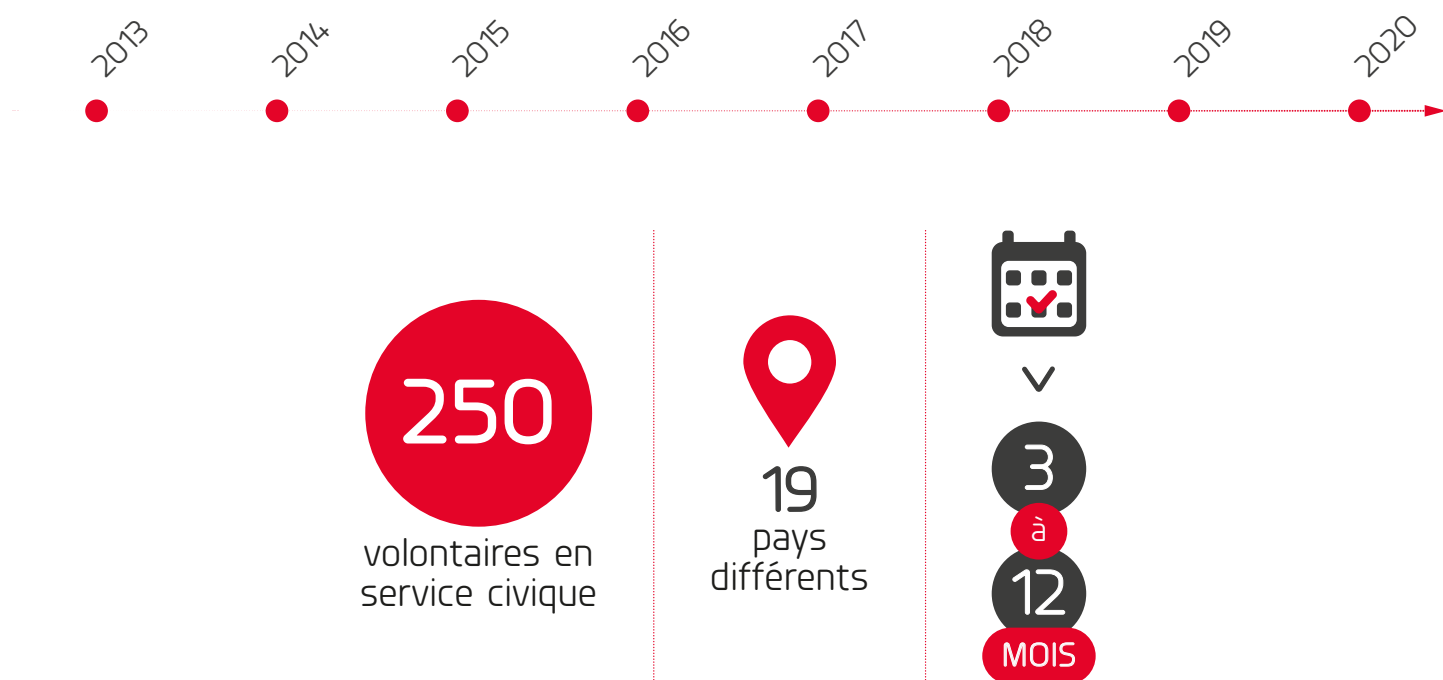 2013
2014
2015
2016
2017
2018
2019
2020
250
volontaires en
service civique
19
pays
différents
3
à
12
MOIS